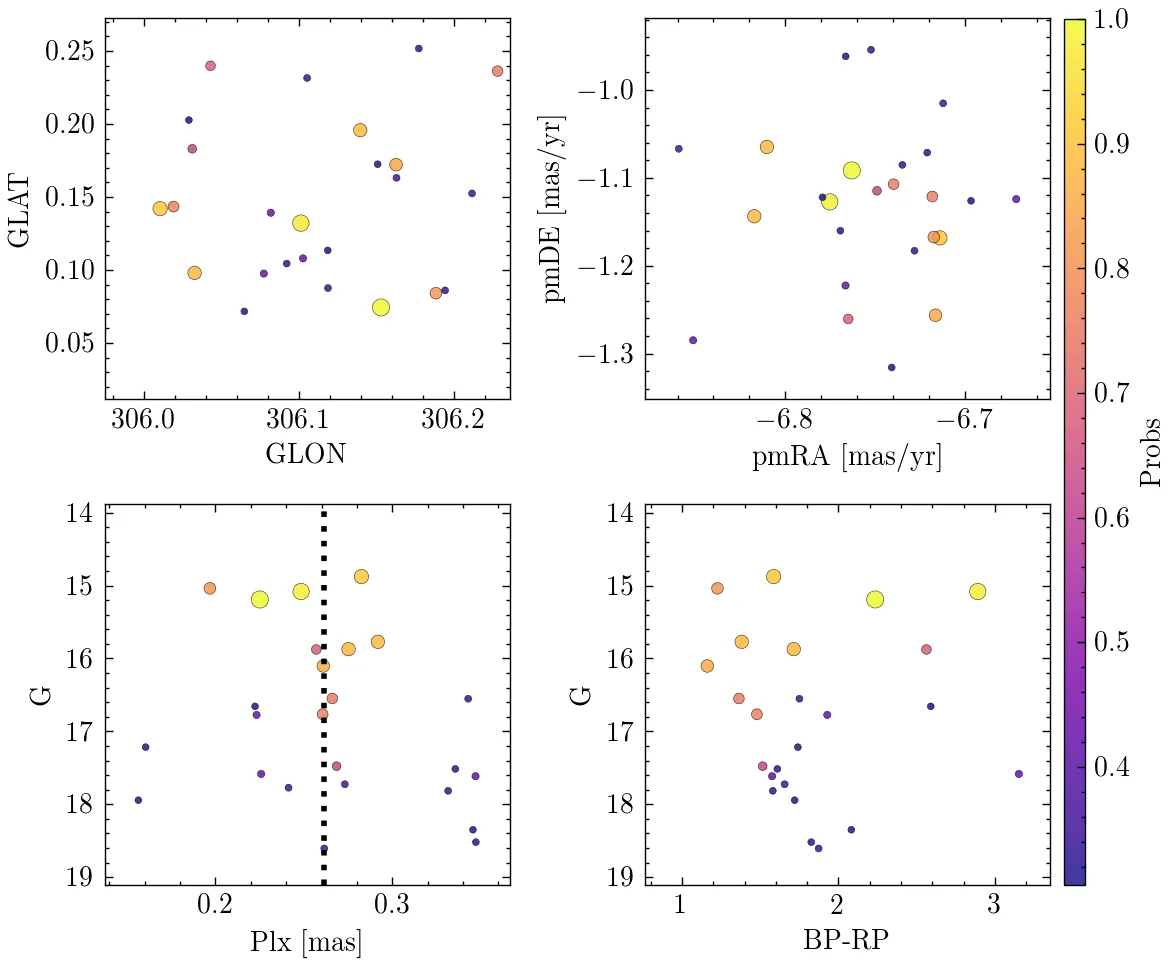 0.25
0.20
0.15
0.10
0.05
GLAT
306.0 306.1 306.2
GLON
−1.0
−1.1
−1.2
−1.3
pmDE [mas/yr]
−6.8 −6.7
pmRA [mas/yr]
1.0
0.9
0.8
0.7
0.6
0.5
0.4
Probs
14
15
16
17
18
19
G
0.2 0.3
Plx [mas]
14
15
16
17
18
19
G
1 2 3
BP-RP